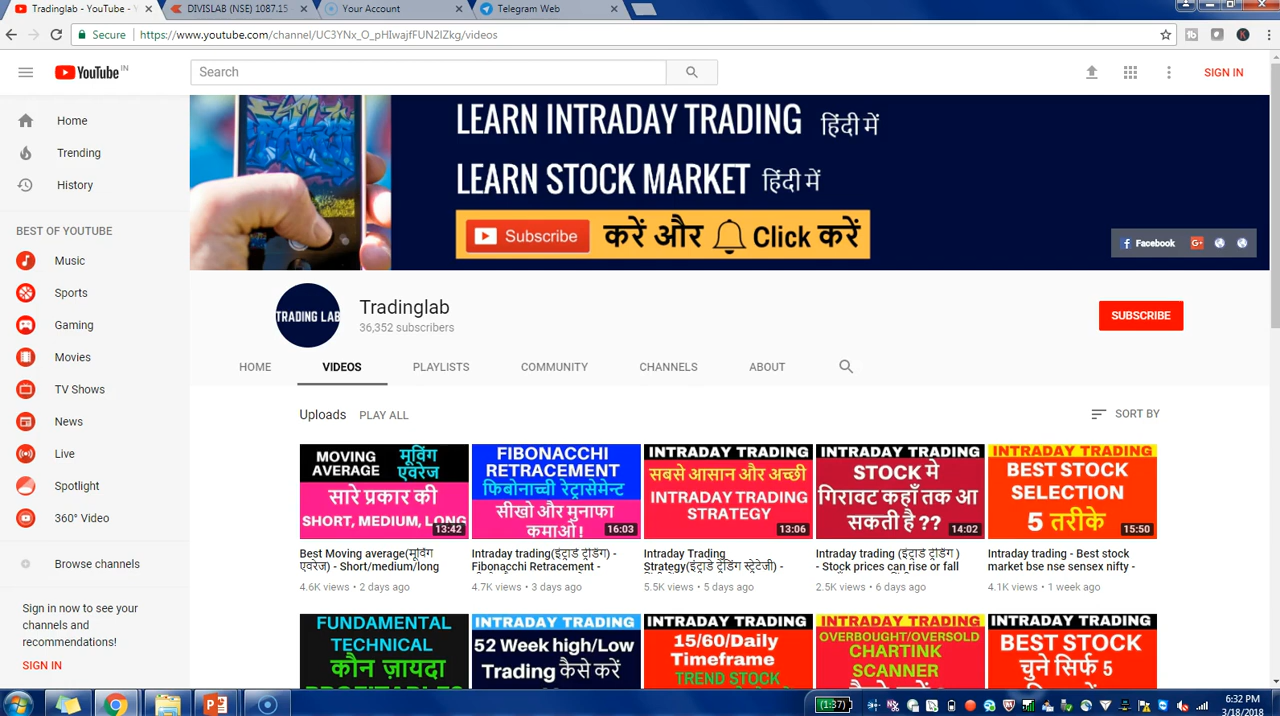 Tradinglab - YouTube -
DIVISLAB (NSE) 1087.15
Your Account
Telegram Web
Secure
https://www.youtube.com/channel/UC3YNx_O_pHIwajfFUN2lZkg/videos
YouTube IN
Search
SIGN IN
Home
Trending
History
BEST OF YOUTUBE
Music
Sports
Gaming
Movies
TV Shows
News
Live
Spotlight
360° Video
Browse channels
Sign in now to see your
channels and
recommendations!
SIGN IN
LEARN INTRADAY TRADING हिंदी में
LEARN STOCK MARKET हिंदी में
Subscribe करें और Click करें
Facebook
G+
TRADING LAB
Tradinglab
36,352 subscribers
SUBSCRIBE
HOME
VIDEOS
PLAYLISTS
COMMUNITY
CHANNELS
ABOUT
Uploads
PLAY ALL
SORT BY
MOVING मूविंग
AVERAGE एवरेज
सारे प्रकार की
SHORT, MEDIUM, LONG
13:42
Best Moving average(मूविंग
एवरेज) - Short/medium/long
4.6K views • 2 days ago
FIBONACCHI
RETRACEMENT
फिबोनाच्ची रेट्रासेमेन्ट
सीखो और मुनाफा
कमाओ!
16:03
Intraday trading(इंट्राडे ट्रेडिंग) -
Fibonacchi Retracement -
4.7K views • 3 days ago
INTRADAY TRADING
सबसे आसान और अच्छी
INTRADAY TRADING
STRATEGY
13:06
Intraday Trading
Strategy(इंट्राडे ट्रेडिंग स्ट्रेटेजी) -
5.5K views • 5 days ago
INTRADAY TRADING
STOCK मे
गिरावट कहाँ तक आ
सकती है ??
14:02
Intraday trading (इंट्राडे ट्रेडिंग )
- Stock prices can rise or fall
2.5K views • 6 days ago
INTRADAY TRADING
BEST STOCK
SELECTION
5 तरीके
15:50
Intraday trading - Best stock
market bse nse sensex nifty -
4.1K views • 1 week ago
FUNDAMENTAL
TECHNICAL
कौन ज़ायदा
INTRADAY TRADING
52 Week high/Low
Trading कैसे करें
INTRADAY TRADING
15/60/Daily
Timeframe
TREND STOCK
INTRADAY TRADING
OVERBOUGHT/OVERSOLD
CHARTINK
SCANNER
INTRADAY TRADING
BEST STOCK
चुने सिर्फ 5
(1:37)
6:32 PM
3/18/2018